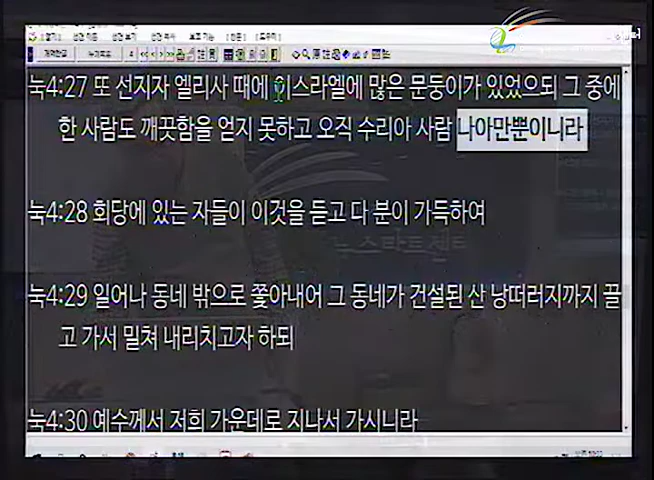 눅4:27 또 선지자 엘리사 때에 이스라엘에 많은 문둥이가 있었으되 그 중에
한 사람도 깨끗함을 얻지 못하고 오직 수리아 사람 나아만뿐이니라
눅4:28 회당에 있는 자들이 이것을 듣고 다 분이 가득하여
뉴스타트센터
눅4:29 일어나 동네 밖으로 쫓아내어 그 동네가 건설된 산 낭떠러지까지 끌
고 가서 밀쳐 내리치고자 하되
눅4:30 예수께서 저희 가운데로 지나서 가시니라